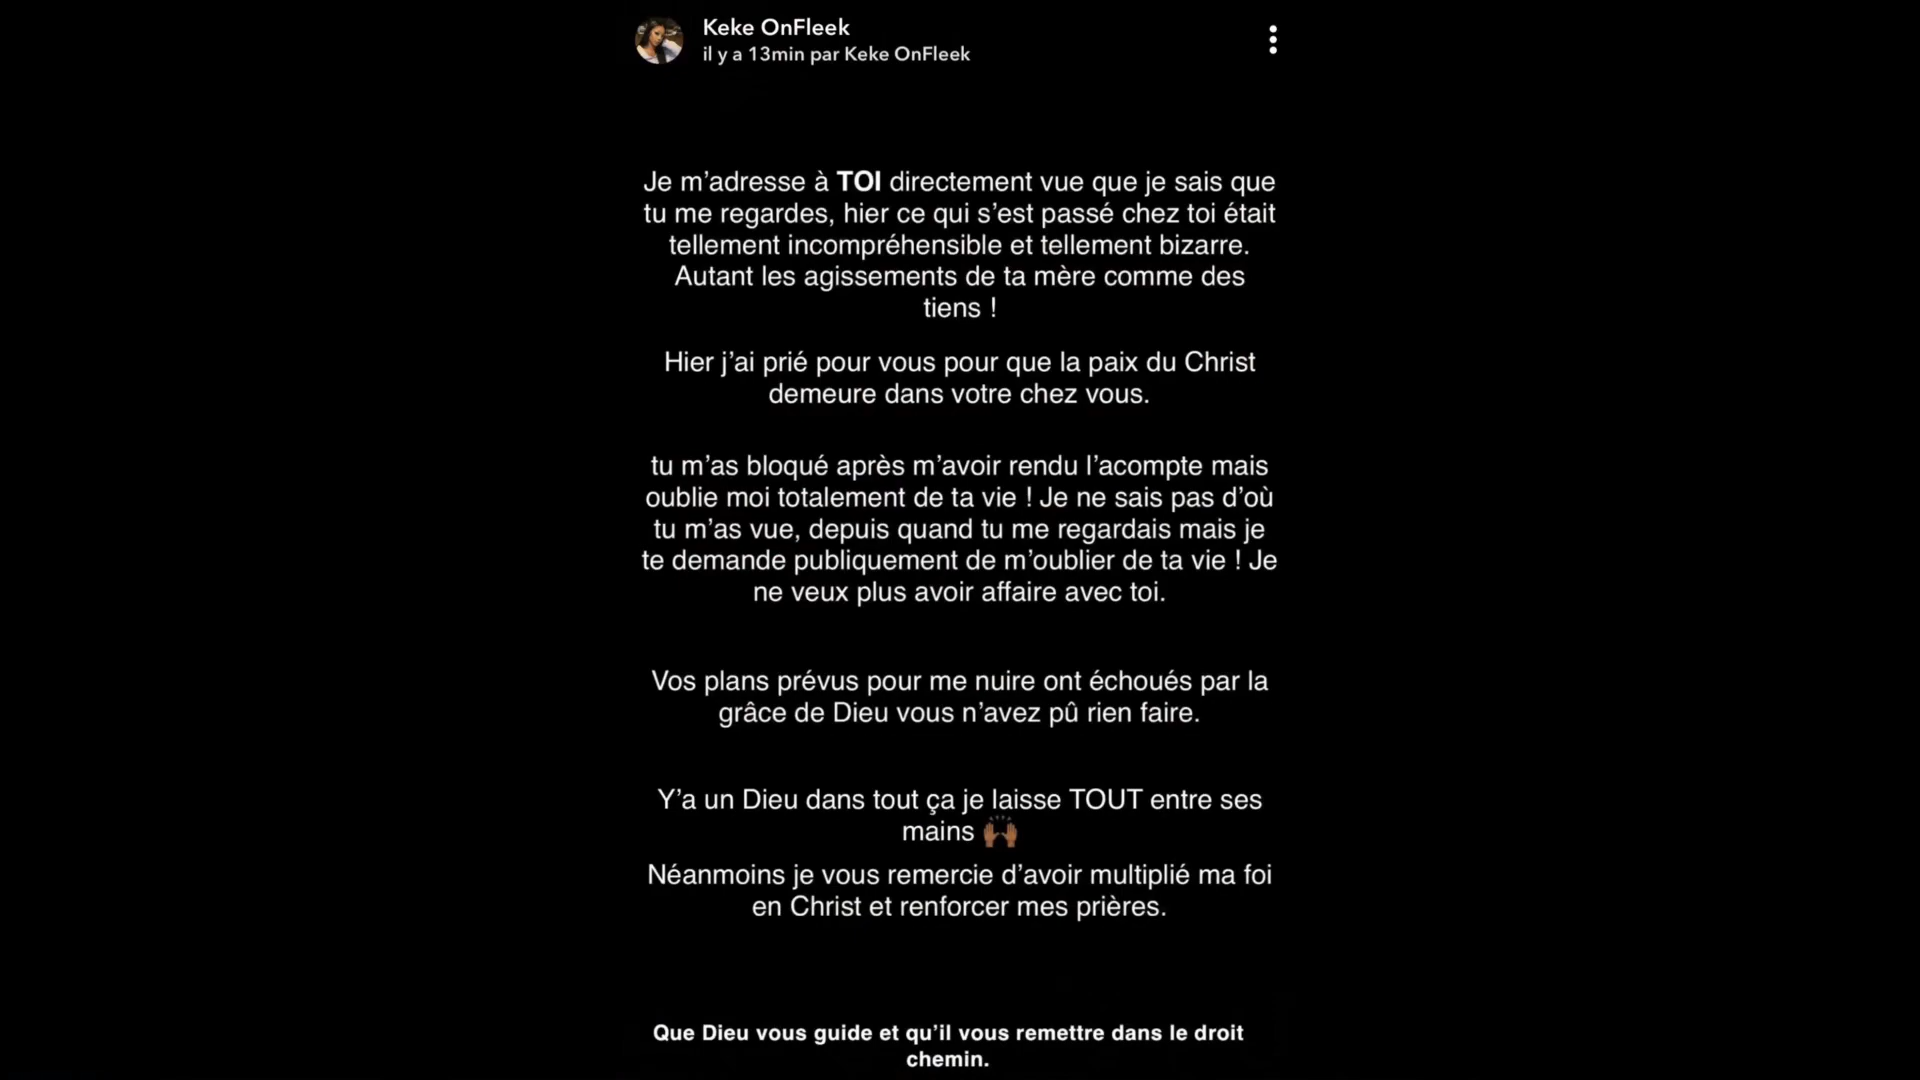 Keke OnFleek
il y a 13min par Keke OnFleek
Je m’adresse à TOI directement vue que je sais que
tu me regardes, hier ce qui s’est passé chez toi était
tellement incompréhensible et tellement bizarre.
Autant les agissements de ta mère comme des
tiens !
Hier j’ai prié pour vous pour que la paix du Christ
demeure dans votre chez vous.
tu m’as bloqué après m’avoir rendu l’acompte mais
oublie moi totalement de ta vie ! Je ne sais pas d’où
tu m’as vue, depuis quand tu me regardais mais je
te demande publiquement de m’oublier de ta vie ! Je
ne veux plus avoir affaire avec toi.
Vos plans prévus pour me nuire ont échoués par la
grâce de Dieu vous n’avez pû rien faire.
Y’a un Dieu dans tout ça je laisse TOUT entre ses
mains 🙌🏾
Néanmoins je vous remercie d’avoir multiplié ma foi
en Christ et renforcer mes prières.
Que Dieu vous guide et qu’il vous remettre dans le droit
chemin.